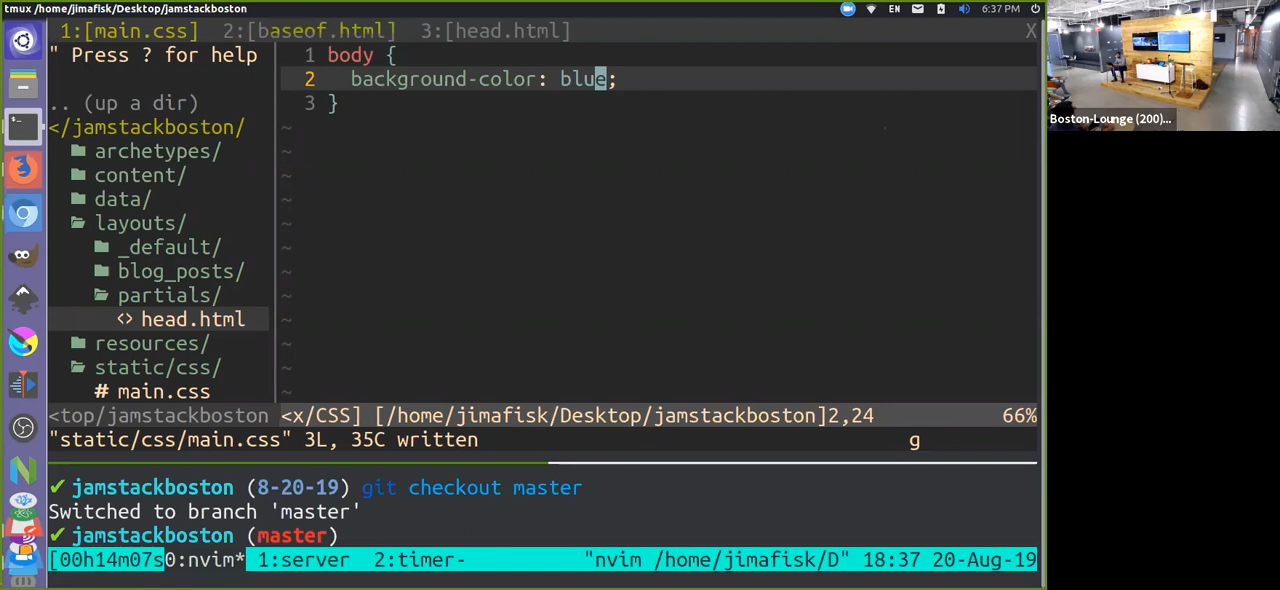 tmux /home/jimafisk/Desktop/jamstackboston
EN 6:37 PM
1:[main.css] 2:[baseof.html] 3:[head.html] X
" Press ? for help
.. (up a dir)
</jamstackboston/
archetypes/
content/
data/
layouts/
_default/
blog_posts/
partials/
<> head.html
resources/
static/css/
# main.css
1 body {
2 background-color: blue;
3 }
~
~
~
~
~
~
~
~
~
~
~
~
<top/jamstackboston <x/CSS] [/home/jimafisk/Desktop/jamstackboston]2,24 66%
"static/css/main.css" 3L, 35C written g
✔ jamstackboston (8-20-19) git checkout master
Switched to branch 'master'
✔ jamstackboston (master)
[00h14m07s0:nvim* 1:server 2:timer- "nvim /home/jimafisk/D" 18:37 20-Aug-19
Boston-Lounge (200)...